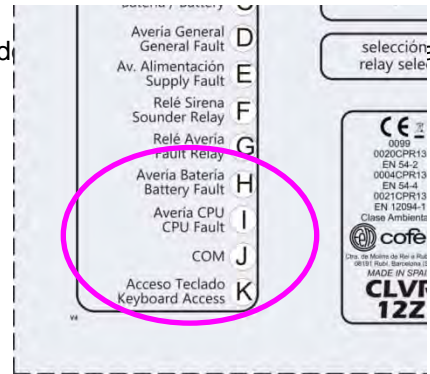 Avería General
General Fault D
Av. Alimentación
Supply Fault E
Relé Sirena
Sounder Relay F
Relé Avería
Fault Relay G
Avería Batería
Battery Fault H
Avería CPU
CPU Fault I
COM J
Acceso Teclado
Keyboard Access K
V4
selección
relay sele
CE
0099
0020CPR13
EN 54-2
0004CPR13
EN 54-4
0021CPR13
EN 12094-1
Clase Ambienta
cofe
MADE IN SPAI
CLVR
12Z